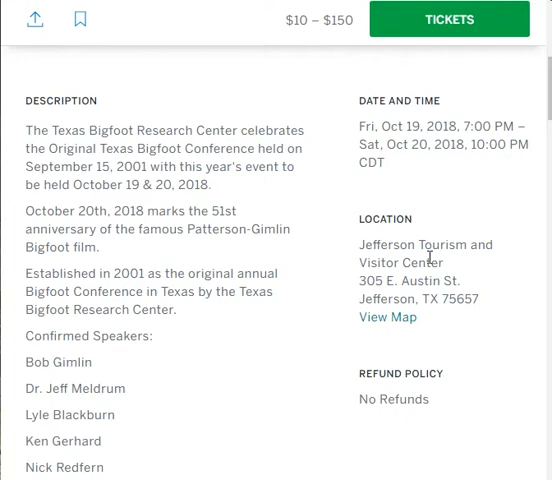 $10 – $150
TICKETS
DESCRIPTION
The Texas Bigfoot Research Center celebrates
the Original Texas Bigfoot Conference held on
September 15, 2001 with this year's event to
be held October 19 & 20, 2018.
October 20th, 2018 marks the 51st
anniversary of the famous Patterson-Gimlin
Bigfoot film.
Established in 2001 as the original annual
Bigfoot Conference in Texas by the Texas
Bigfoot Research Center.
Confirmed Speakers:
Bob Gimlin
Dr. Jeff Meldrum
Lyle Blackburn
Ken Gerhard
Nick Redfern
DATE AND TIME
Fri, Oct 19, 2018, 7:00 PM –
Sat, Oct 20, 2018, 10:00 PM
CDT
LOCATION
Jefferson Tourism and
Visitor Center
305 E. Austin St.
Jefferson, TX 75657
View Map
REFUND POLICY
No Refunds